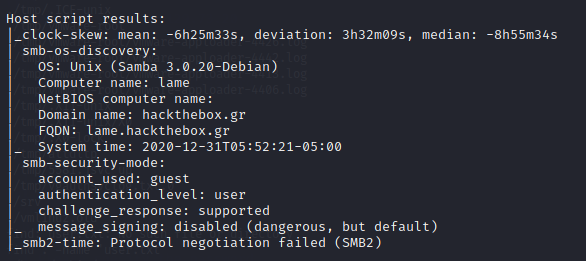 Host script results:
|_clock-skew: mean: -6h25m33s, deviation: 3h32m09s, median: -8h55m34s
| smb-os-discovery:
|   OS: Unix (Samba 3.0.20-Debian)
|   Computer name: lame
|   NetBIOS computer name:
|   Domain name: hackthebox.gr
|   FQDN: lame.hackthebox.gr
|_  System time: 2020-12-31T05:52:21-05:00
| smb-security-mode:
|   account_used: guest
|   authentication_level: user
|   challenge_response: supported
|_  message_signing: disabled (dangerous, but default)
|_smb2-time: Protocol negotiation failed (SMB2)